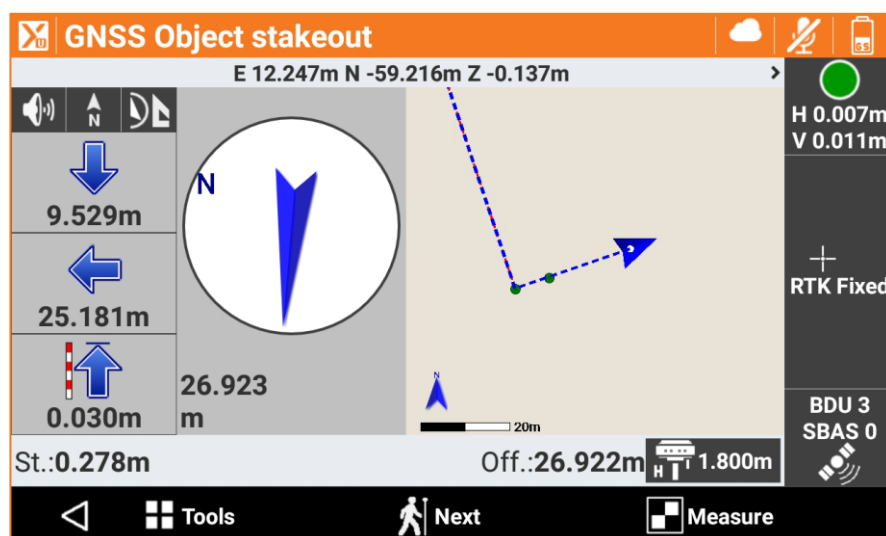 GNSS Object stakeout
GS
E 12.247m N -59.216m Z -0.137m
H 0.007m
V 0.011m
N
N
9.529m
25.181m
RTK Fixed
0.030m
26.923
m
N
20m
BDU 3
SBAS 0
St.:0.278m
Off.:26.922m
H
1.800m
Tools
Next
Measure